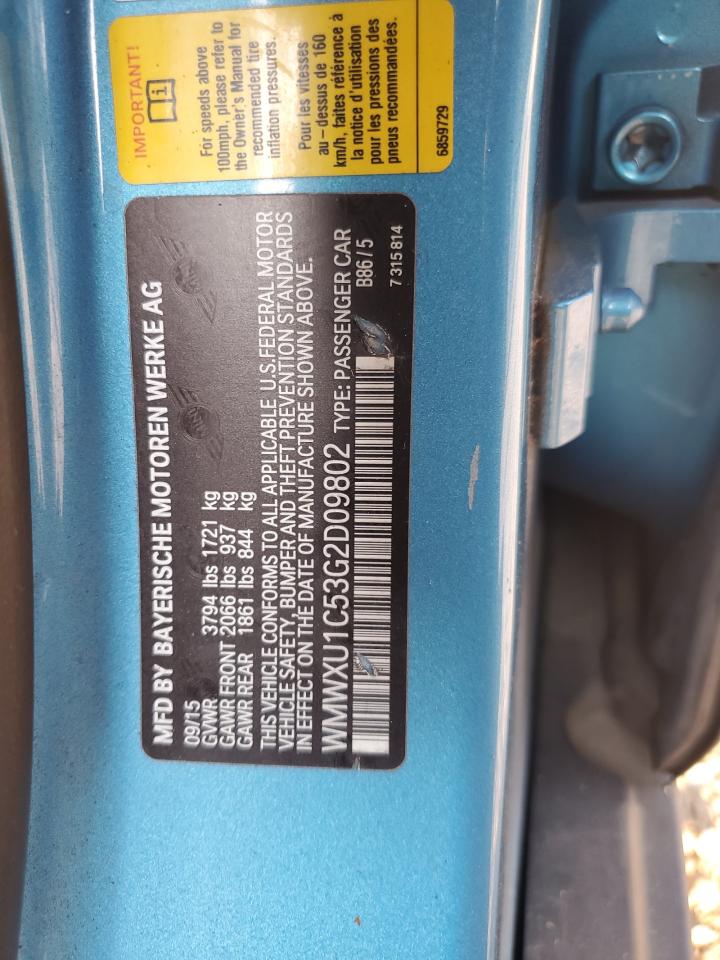 IMPORTANT!
For speeds above
100mph, please refer to
the Owner's Manual for
recommended tire
inflation pressures.
Pour les vitesses
au-dessus de 160
km/h, faites référence à
la notice d'utilisation
pour les pressions des
pneus recommandées.
6859729
MFD BY BAYERISCHE MOTOREN WERKE AG
09/15
GVWR 3794 lbs 1721 kg
GAWR FRONT 2066 lbs 937 kg
GAWR REAR 1861 lbs 844 kg
THIS VEHICLE CONFORMS TO ALL APPLICABLE U.S.FEDERAL MOTOR
VEHICLE SAFETY, BUMPER AND THEFT PREVENTION STANDARDS
IN EFFECT ON THE DATE OF MANUFACTURE SHOWN ABOVE.
WMWXU1C53G2D09802 TYPE: PASSENGER CAR
B86/5
7 315 814